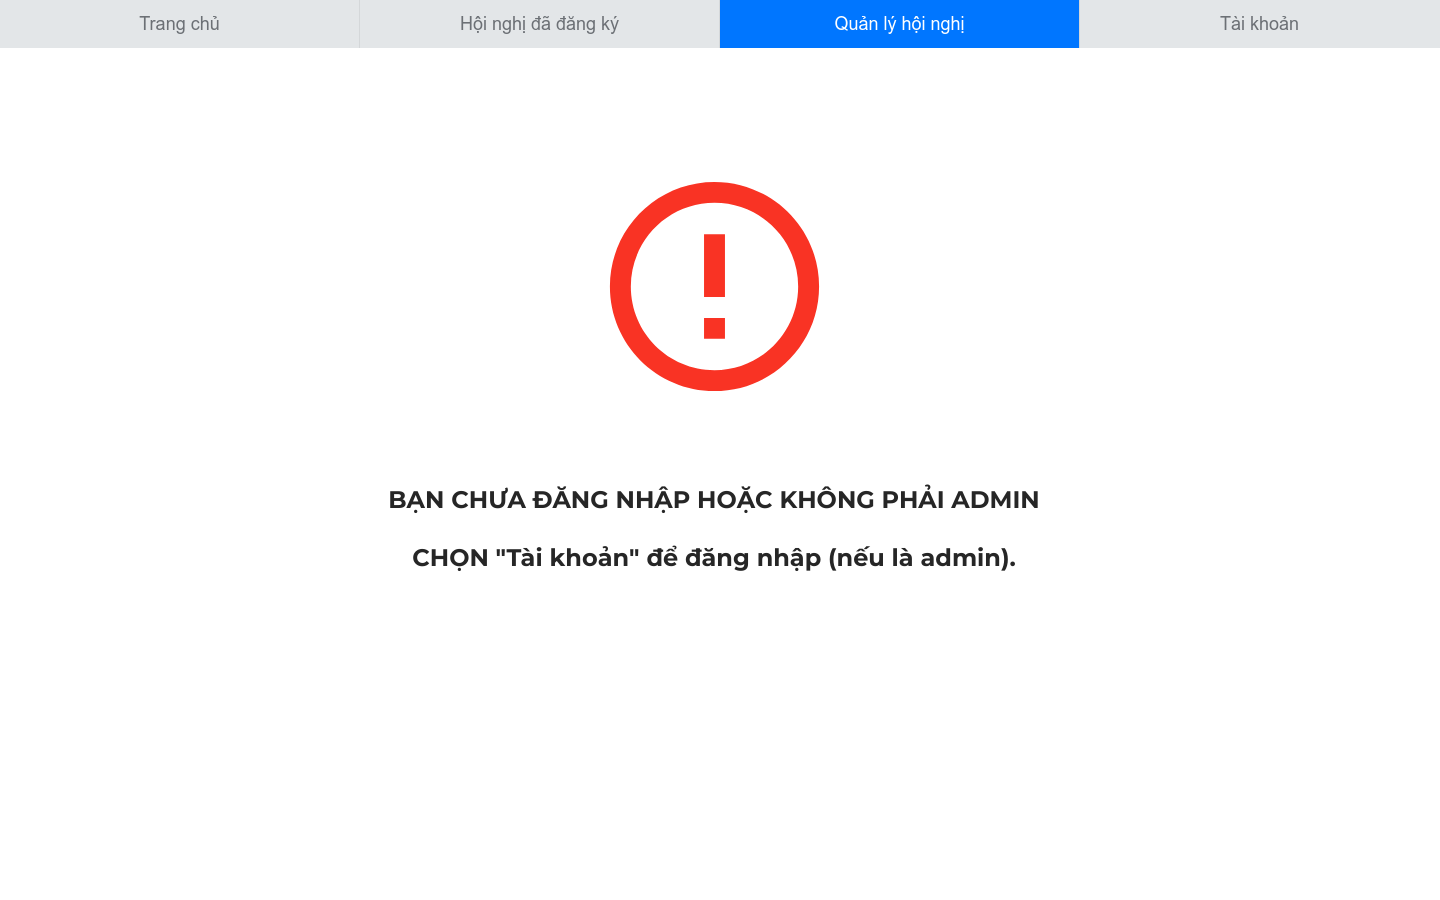 Trang chủ
Hội nghị đã đăng ký
Quản lý hội nghị
Tài khoản
BẠN CHƯA ĐĂNG NHẬP HOẶC KHÔNG PHẢI ADMIN
CHỌN "Tài khoản" để đăng nhập (nếu là admin).